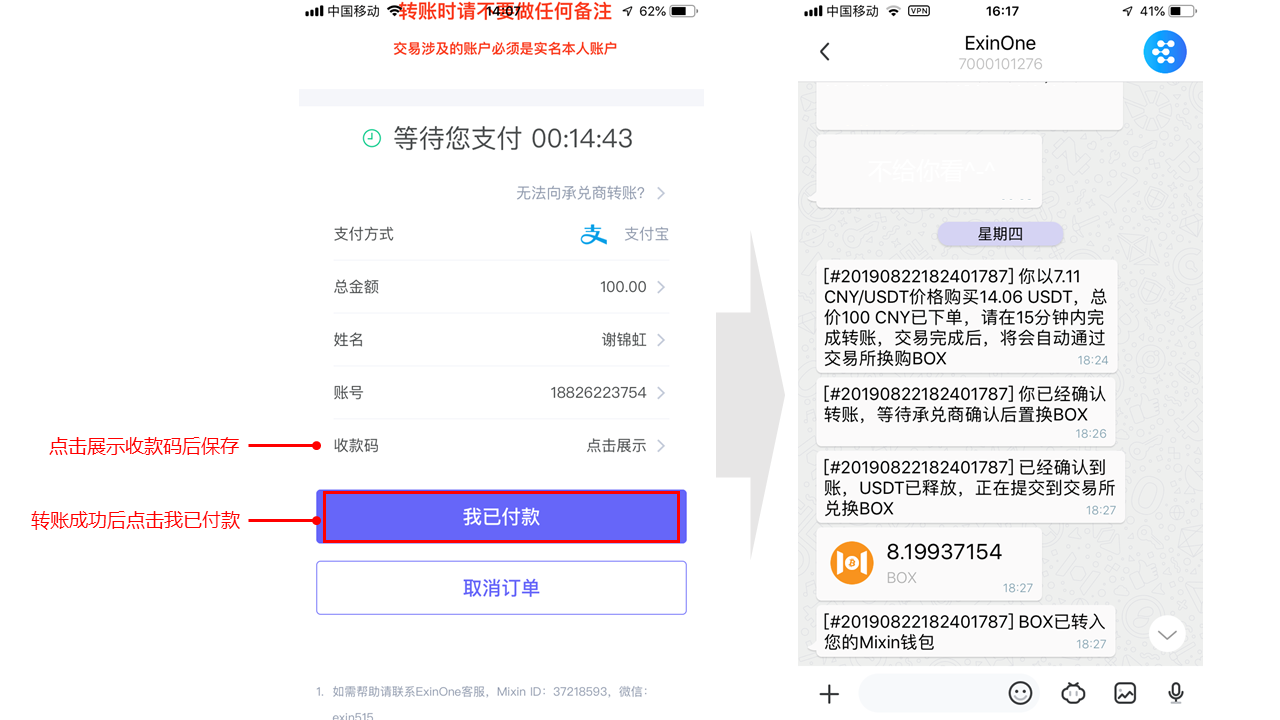 中国移动
转账时请不要做任何备注
14:07
62%
交易涉及的账户必须是实名本人账户
等待您支付 00:14:43
无法向承兑商转账?
支付方式
支付宝
总金额
100.00
姓名
谢锦虹
账号
18826223754
点击展示收款码后保存
收款码
点击展示
转账成功后点击我已付款
我已付款
取消订单
1. 如需帮助请联系ExinOne客服，Mixin ID：37218593，微信：
exin515
中国移动
VPN
16:17
41%
ExinOne
7000101276
不给你看^-^
星期四
[#20190822182401787] 你以7.11
CNY/USDT价格购买14.06 USDT，总
价100 CNY已下单，请在15分钟内完
成转账，交易完成后，将会自动通过
交易所换购BOX
18:24
[#20190822182401787] 你已经确认
转账，等待承兑商确认后置换BOX
18:26
[#20190822182401787] 已经确认到
账，USDT已释放，正在提交到交易所
兑换BOX
18:27
8.19937154
BOX
18:27
[#20190822182401787] BOX已转入
您的Mixin钱包
18:27